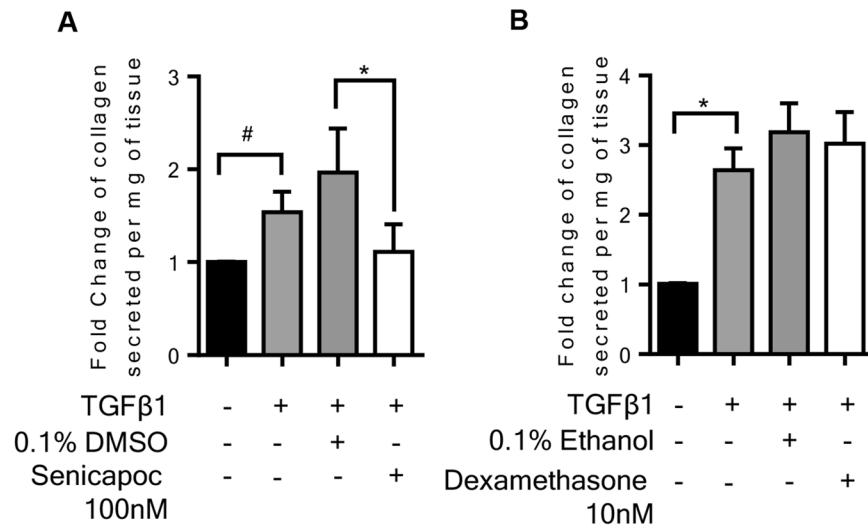 A
Fold Change of collagen
secreted per mg of tissue
3
2
1
0
#
*
TGFβ1 - + + +
0.1% DMSO - - + -
Senicapoc - - - +
100nM
B
Fold change of collagen
secreted per mg of tissue
4
3
2
1
0
*
TGFβ1 - + + +
0.1% Ethanol - - + -
Dexamethasone - - - +
10nM